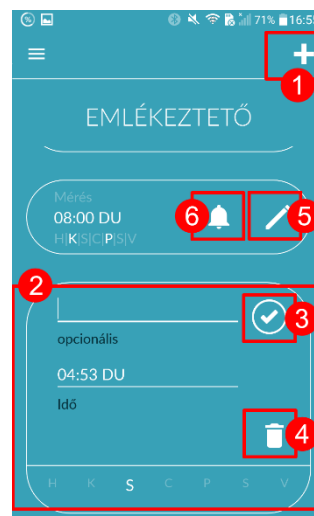 71% 16:55
1
EMLÉKEZTETŐ
Mérés
08:00 DU
H|K|S|C|P|S|V
6
5
2
3
opcionális
04:53 DU
Idő
4
H K S C P S V